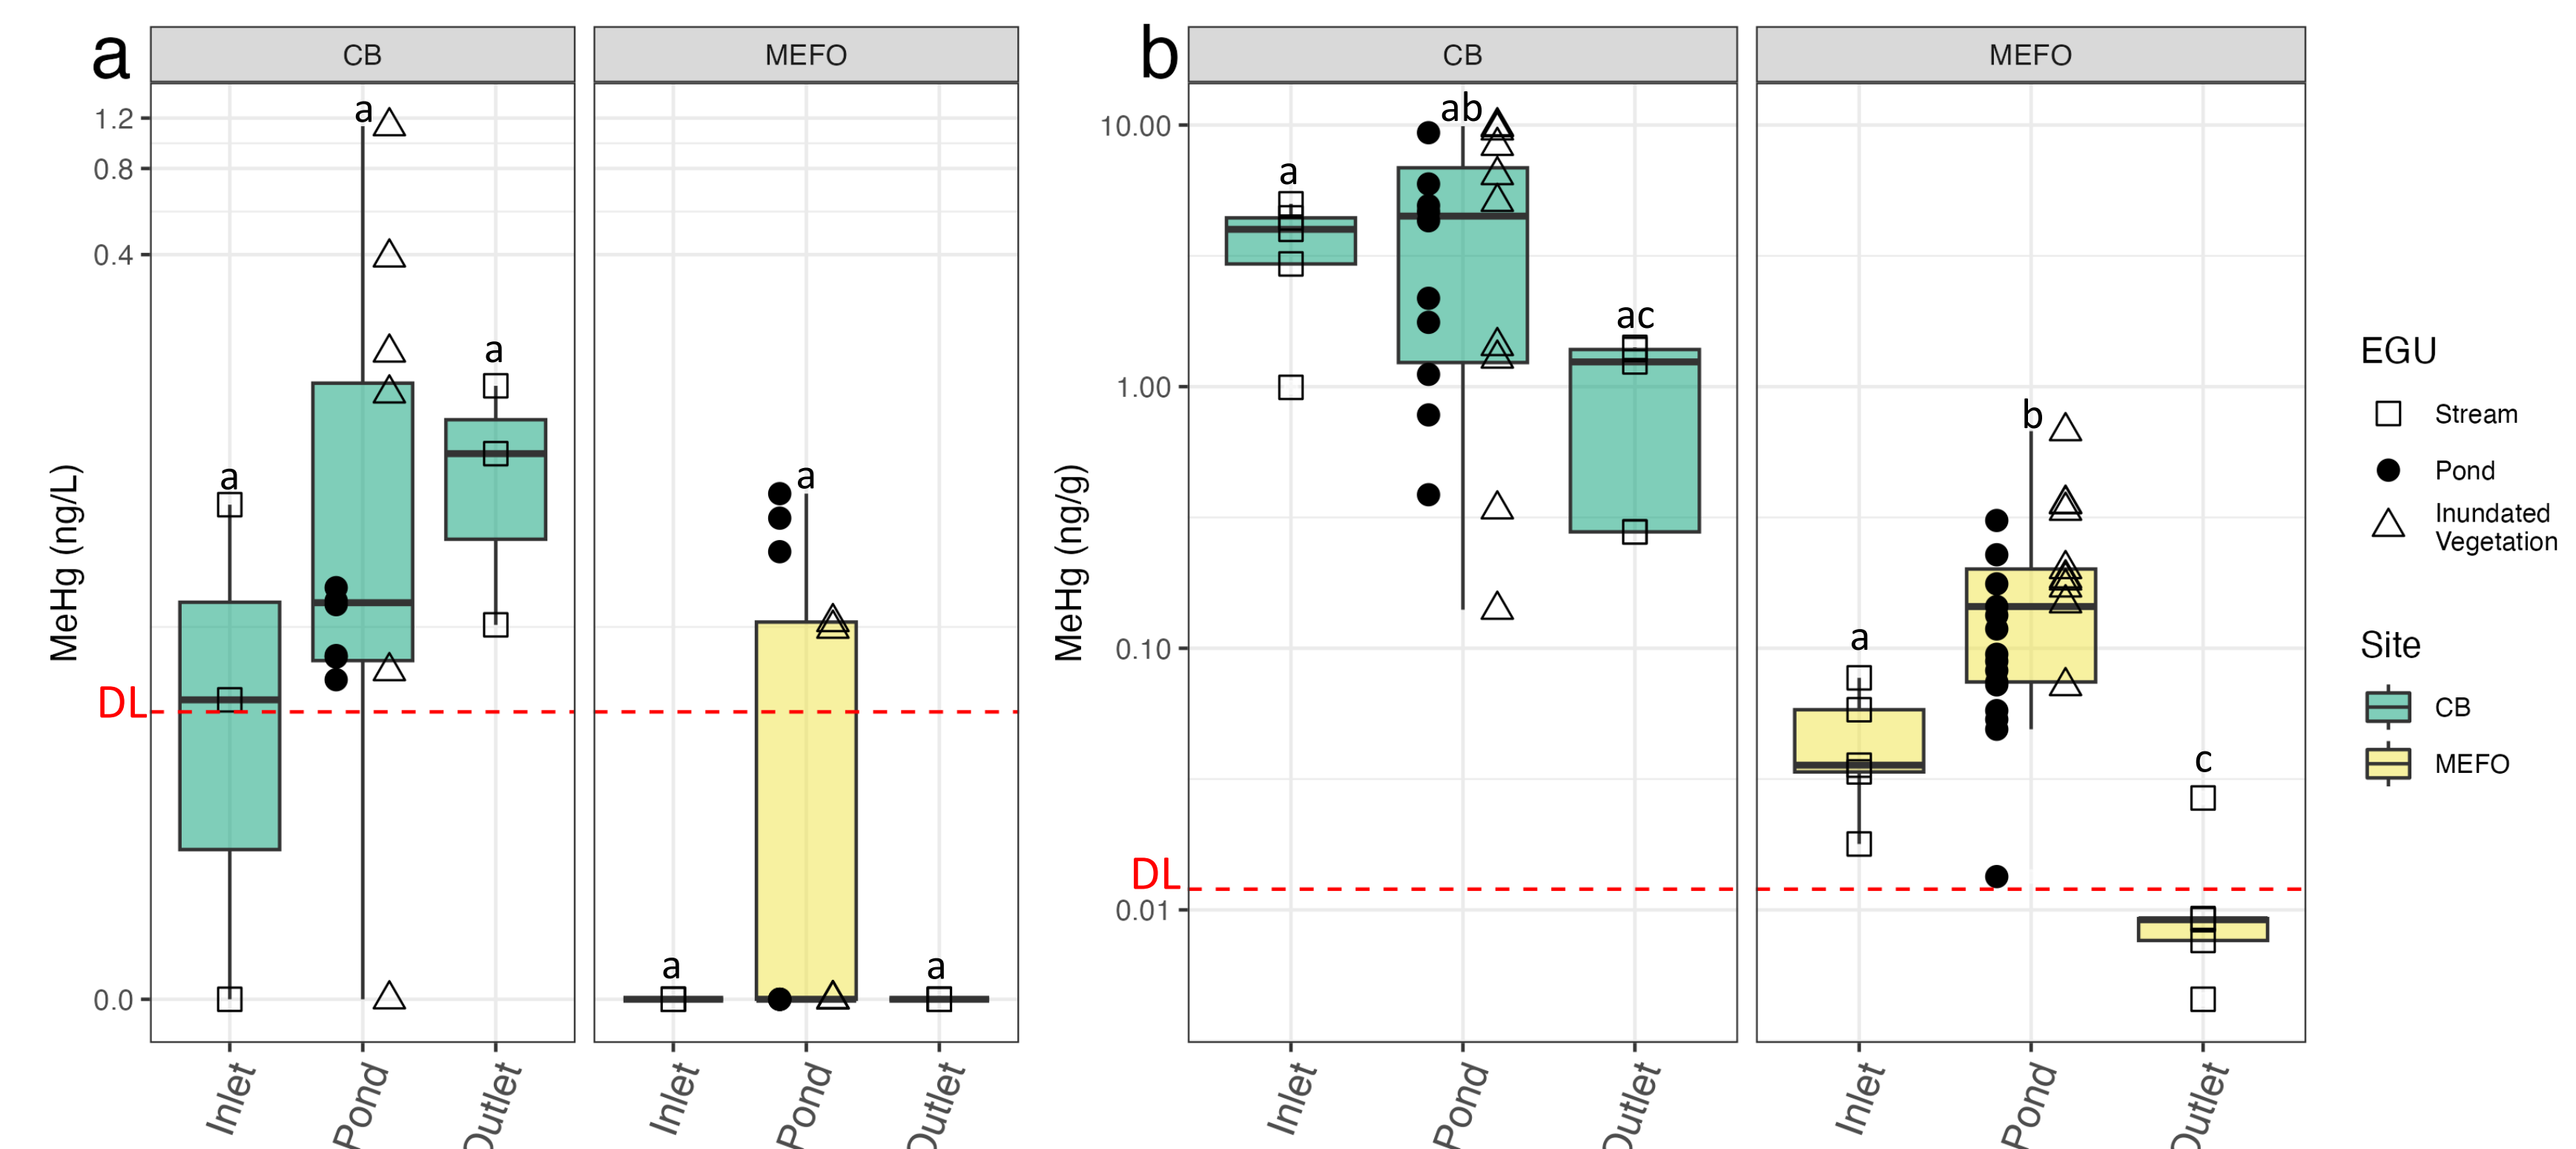 a
CB
MEFO
b
CB
MEFO
1.2
0.8
0.4
0.0
MeHg (ng/L)
DL
a
a
a
a
a
a
Inlet
Pond
Outlet
Inlet
Pond
Outlet
10.00
1.00
0.10
0.01
MeHg (ng/g)
DL
a
ab
ac
a
b
c
Inlet
Pond
Outlet
Inlet
Pond
Outlet
EGU
Stream
Pond
Inundated
Vegetation
Site
CB
MEFO